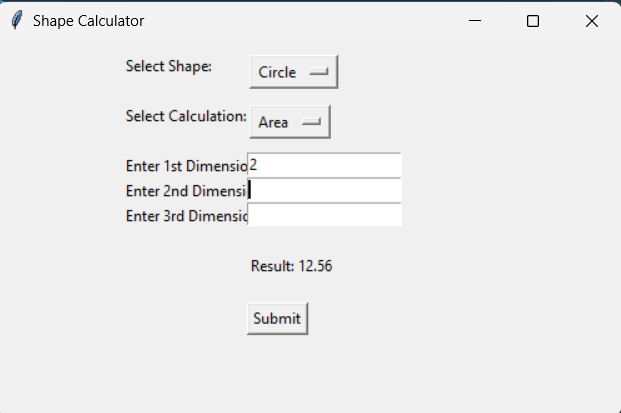 Shape Calculator
Select Shape: Circle
Select Calculation: Area
Enter 1st Dimensio 2
Enter 2nd Dimensi
Enter 3rd Dimensio
Result: 12.56
Submit